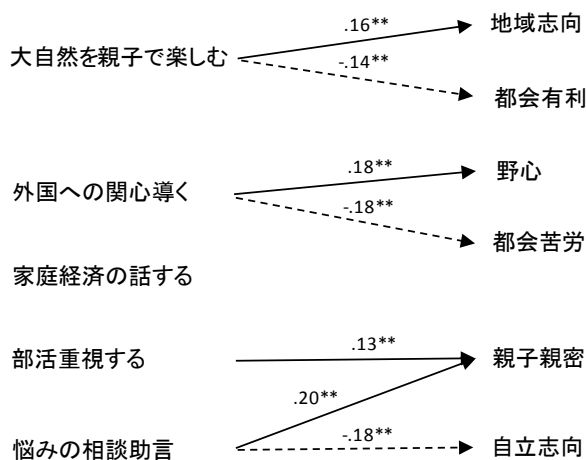 .16** 地域志向
大自然を親子で楽しむ
-.14**
都会有利
.18** 野心
外国への関心導く
-.18**
都会苦労
家庭経済の話する
部活重視する .13** 親子親密
.20**
悩みの相談助言 -.18** 自立志向